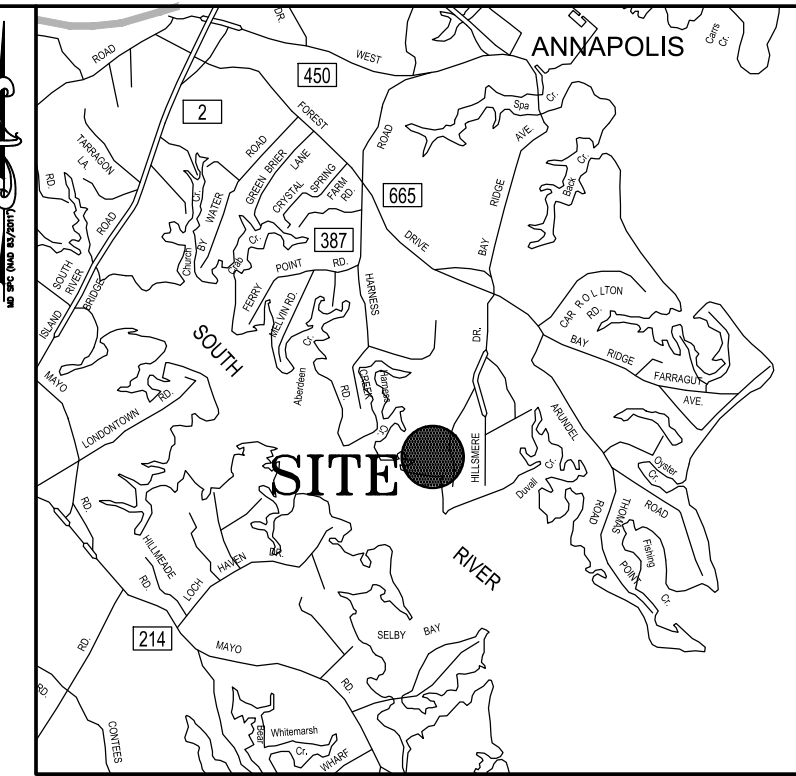 MD SPC (NAD 83/2011)
ANNAPOLIS
Carrs
Cr.
DR
ROAD
WEST
450
2
FOREST
ROAD
Spa
Cr.
AVE.
RIDGE
BAY
Back
Cr.
TARRAGON
LA.
RD.
ROAD
GREEN BRIER
LANE
CRYSTAL
SPRING
FARM
RD.
665
387
DRIVE
Church
Cr.
BY
WATER
Crab
Cr.
FERRY
POINT
RD.
MELVIN RD.
HARNESS
CREEK
RD.
Harness
Cr.
SOUTH
RIVER
ROAD
ISLAND
BRIDGE
SOUTH
Aberdeen
Cr.
DR.
CARROLLTON
RD.
BAY
RIDGE
FARRAGUT
AVE.
MAYO
RD.
LONDONTOWN
RD.
SITE
HILLSMERE
ARUNDEL
ROAD
Duvall
Cr.
Oyster
Cr.
THOMAS
POINT
ROAD
Fishing
Cr.
RIVER
HILLMEADE
RD.
LOCH
HAVEN
DR.
214
MAYO
RD.
SELBY
BAY
RD.
RD.
CONTEES
Bear
Whitemarsh
Cr.
WHARF